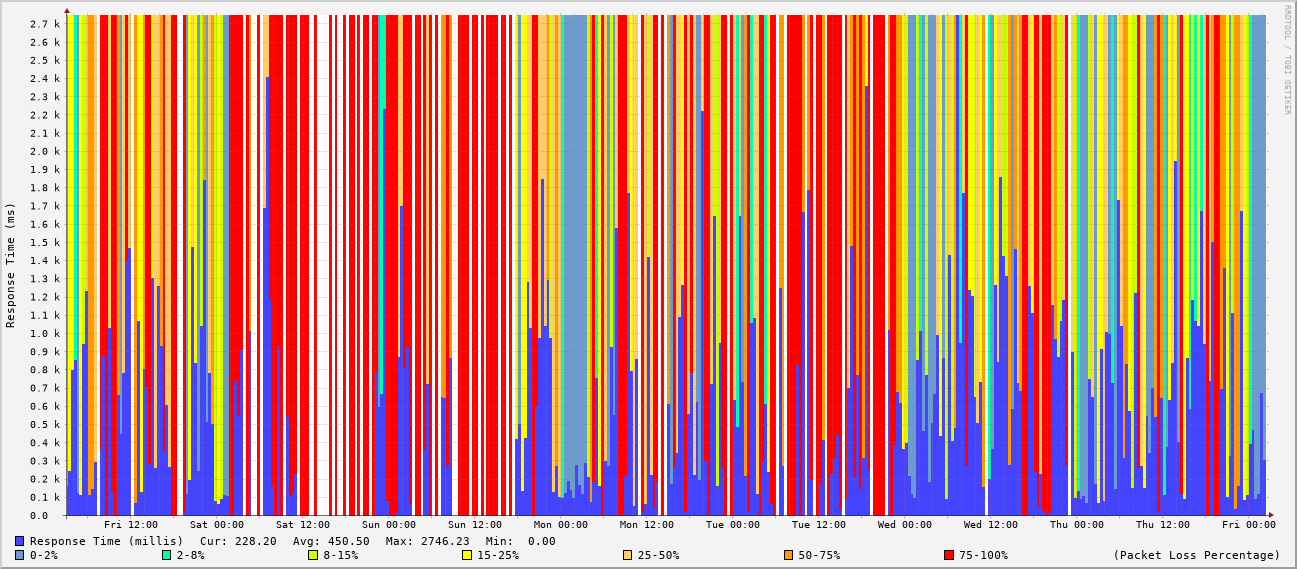 2.7 k
2.6 k
2.5 k
2.4 k
2.3 k
2.2 k
2.1 k
2.0 k
1.9 k
1.8 k
1.7 k
1.6 k
1.5 k
1.4 k
1.3 k
1.2 k
1.1 k
1.0 k
0.9 k
0.8 k
0.7 k
0.6 k
0.5 k
0.4 k
0.3 k
0.2 k
0.1 k
0.0
Response Time (ms)
RRDTOOL / TOBI OETIKER
Fri 12:00 Sat 00:00 Sat 12:00 Sun 00:00 Sun 12:00 Mon 00:00 Mon 12:00 Tue 00:00 Tue 12:00 Wed 00:00 Wed 12:00 Thu 00:00 Thu 12:00 Fri 00:00
Response Time (millis) Cur: 228.20 Avg: 450.50 Max: 2746.23 Min: 0.00
0-2% 2-8% 8-15% 15-25% 25-50% 50-75% 75-100% (Packet Loss Percentage)